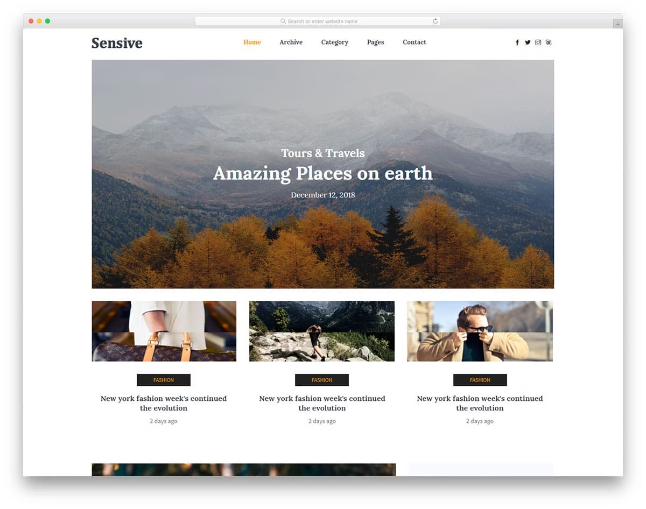 Search or enter website name
Sensive
Home Archive Category Pages Contact
Tours & Travels
Amazing Places on earth
December 12, 2018
FASHION
New york fashion week's continued
the evolution
2 days ago
FASHION
New york fashion week's continued
the evolution
2 days ago
FASHION
New york fashion week's continued
the evolution
2 days ago